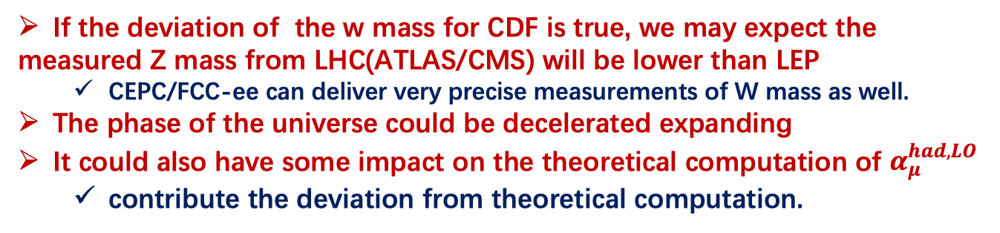 ➢ If the deviation of the w mass for CDF is true, we may expect the
measured Z mass from LHC(ATLAS/CMS) will be lower than LEP
✓ CEPC/FCC-ee can deliver very precise measurements of W mass as well.
➢ The phase of the universe could be decelerated expanding
➢ It could also have some impact on the theoretical computation of $\alpha_{\mu}^{had,LO}$
✓ contribute the deviation from theoretical computation.